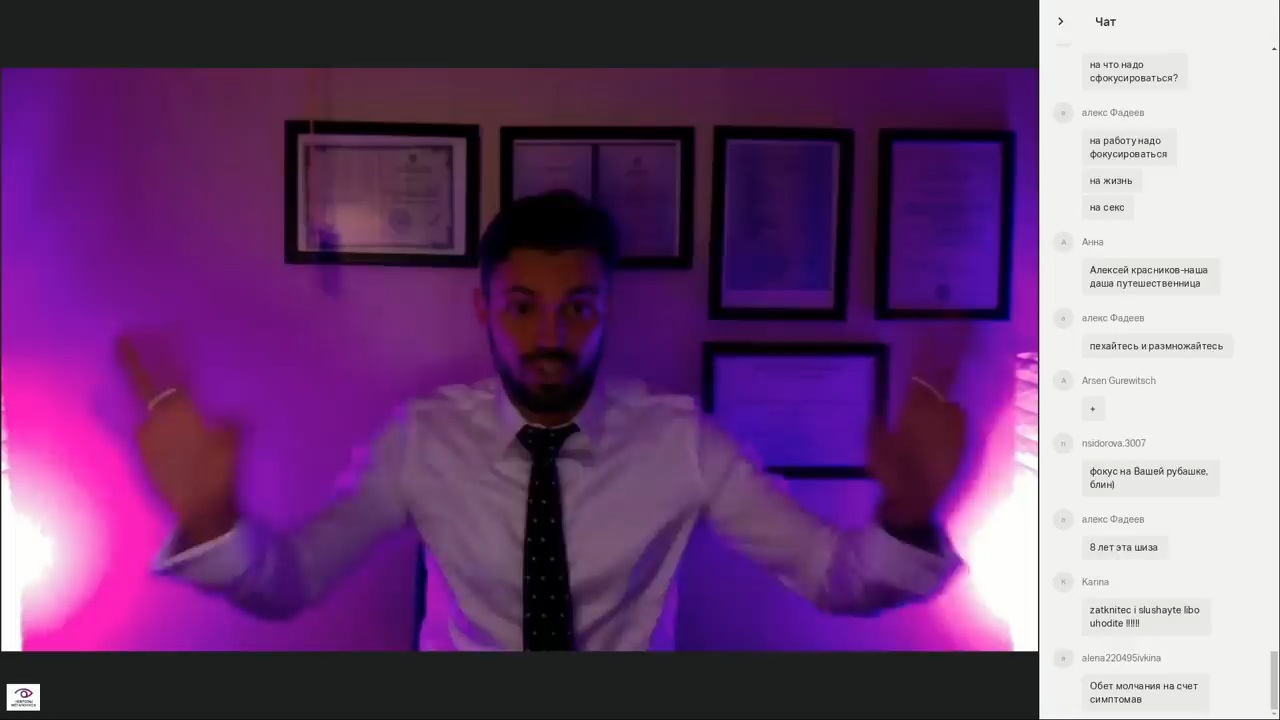 Чат
на что надо
сфокусироваться?
алекс Фадеев
на работу надо
фокусироваться
на жизнь
на секс
А
Анна
Алексей красников-наша
даша путешественница
а
алекс Фадеев
пехайтесь и размножайтесь
A
Arsen Gurewitsch
+
n
nsidorova.3007
фокус на Вашей рубашке,
блин)
а
алекс Фадеев
8 лет эта шиза
K
Karina
zatknitec i slushayte libo
uhodite !!!!!!
a
alena220495ivkina
Обет молчания на счет
симптомав